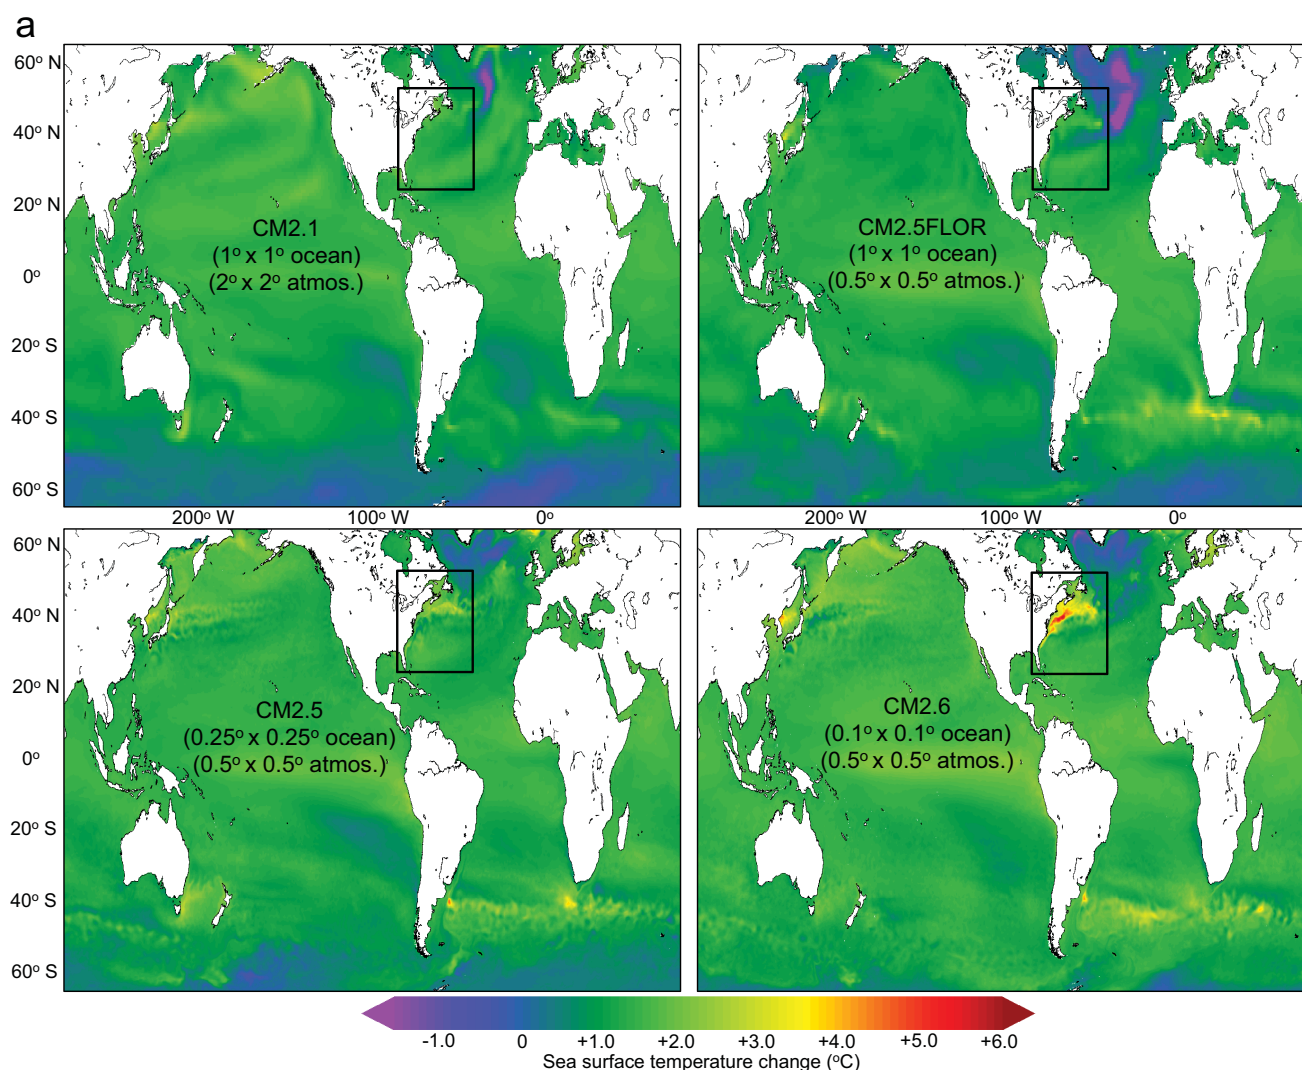 a
60° N
40° N
20° N
0°
20° S
40° S
60° S
CM2.1
(1° x 1° ocean)
(2° x 2° atmos.)
CM2.5FLOR
(1° x 1° ocean)
(0.5° x 0.5° atmos.)
200° W
100° W
0°
200° W
100° W
0°
60° N
40° N
20° N
0°
20° S
40° S
60° S
CM2.5
(0.25° x 0.25° ocean)
(0.5° x 0.5° atmos.)
CM2.6
(0.1° x 0.1° ocean)
(0.5° x 0.5° atmos.)
-1.0 0 +1.0 +2.0 +3.0 +4.0 +5.0 +6.0
Sea surface temperature change (°C)